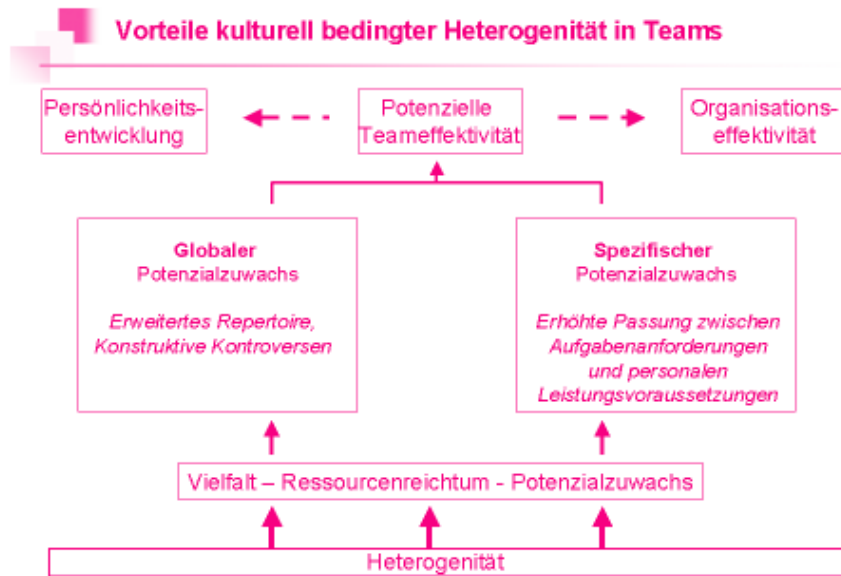 Vorteile kulturell bedingter Heterogenität in Teams
Persönlichkeits-
entwicklung
Potenzielle
Teameffektivität
Organisations-
effektivität
Globaler
Potenzialzuwachs
Erweitertes Repertoire,
Konstruktive Kontroversen
Spezifischer
Potenzialzuwachs
Erhöhte Passung zwischen
Aufgabenanforderungen
und personalen
Leistungsvoraussetzungen
Vielfalt – Ressourcenreichtum - Potenzialzuwachs
Heterogenität